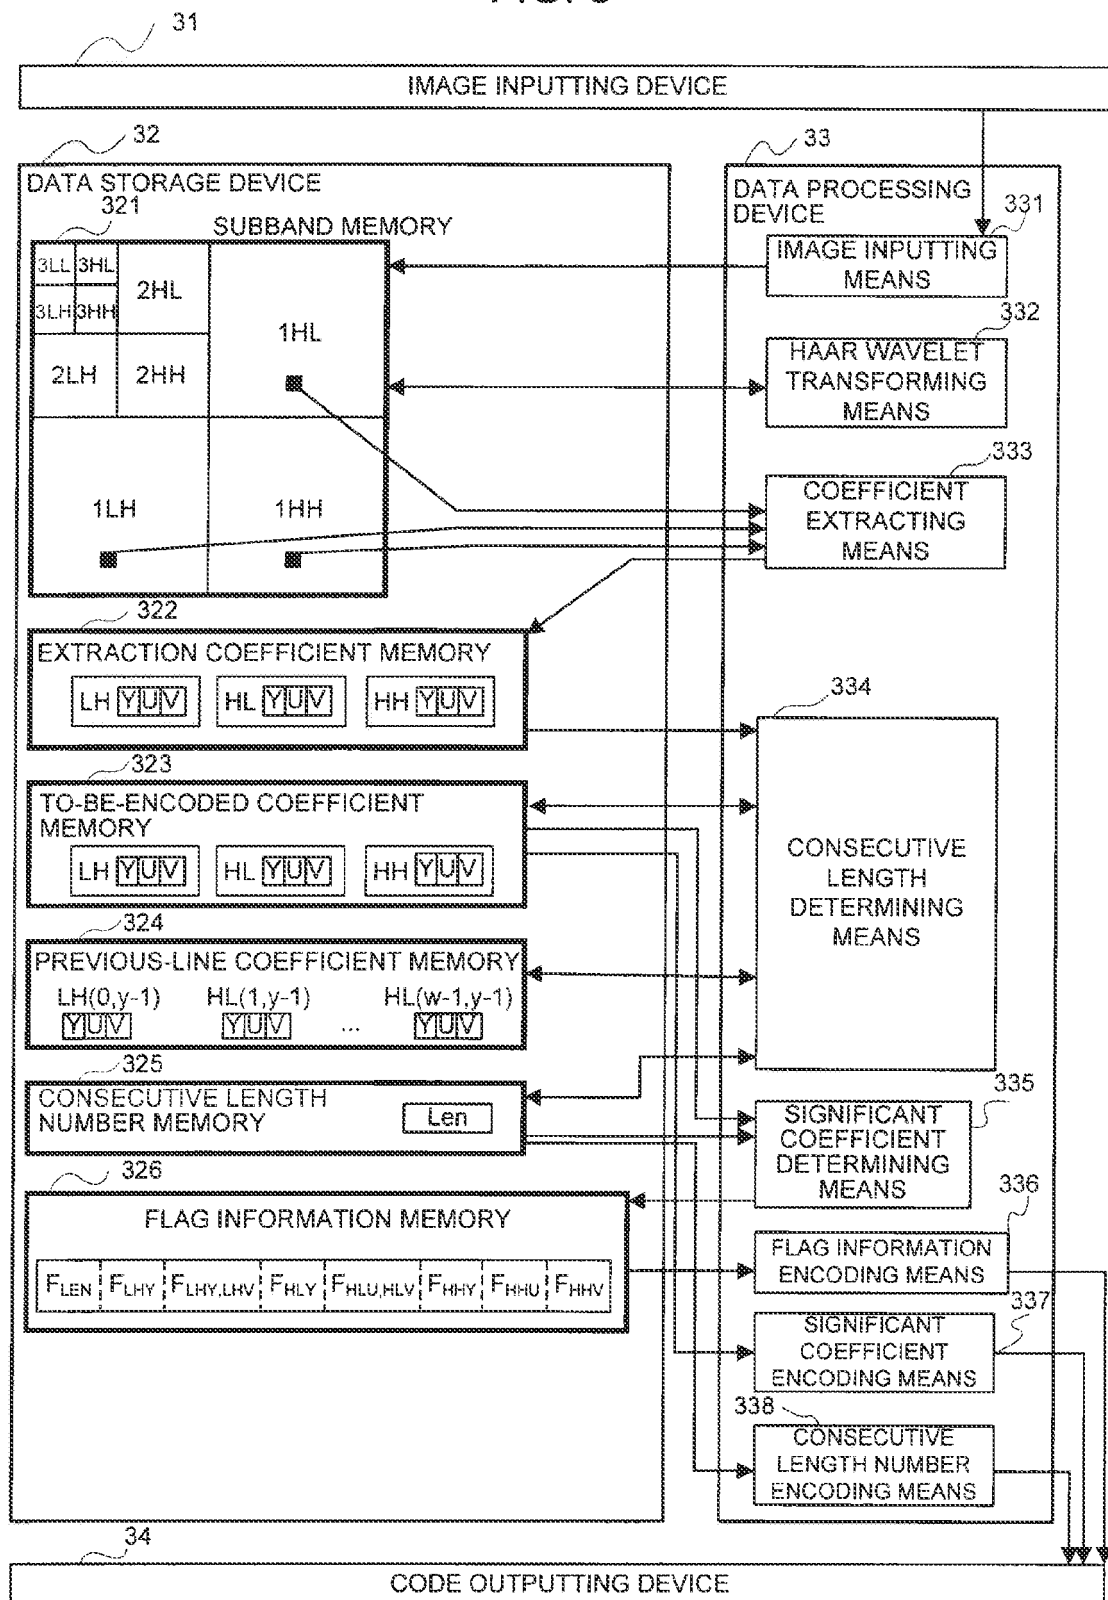 31
IMAGE INPUTTING DEVICE
32
DATA STORAGE DEVICE
321
SUBBAND MEMORY
3LL 3HL
2HL
3LH 3HH
1HL
2LH 2HH
1LH 1HH
322
EXTRACTION COEFFICIENT MEMORY
LH Y U V HL Y U V HH Y U V
323
TO-BE-ENCODED COEFFICIENT
MEMORY
LH Y U V HL Y U V HH Y U V
324
PREVIOUS-LINE COEFFICIENT MEMORY
LH(0,y-1) HL(1,y-1) HL(w-1,y-1)
Y U V Y U V ... Y U V
325
CONSECUTIVE LENGTH
NUMBER MEMORY
Len
326
FLAG INFORMATION MEMORY
FLEN FLHY FLHY,LHV FHLY FHLU,HLV FHHY FHHU FHHV
33
DATA PROCESSING
DEVICE
331
IMAGE INPUTTING
MEANS
332
HAAR WAVELET
TRANSFORMING
MEANS
333
COEFFICIENT
EXTRACTING
MEANS
334
CONSECUTIVE
LENGTH
DETERMINING
MEANS
335
SIGNIFICANT
COEFFICIENT
DETERMINING
MEANS
336
FLAG INFORMATION
ENCODING MEANS
337
SIGNIFICANT
COEFFICIENT
ENCODING MEANS
338
CONSECUTIVE
LENGTH NUMBER
ENCODING MEANS
34
CODE OUTPUTTING DEVICE